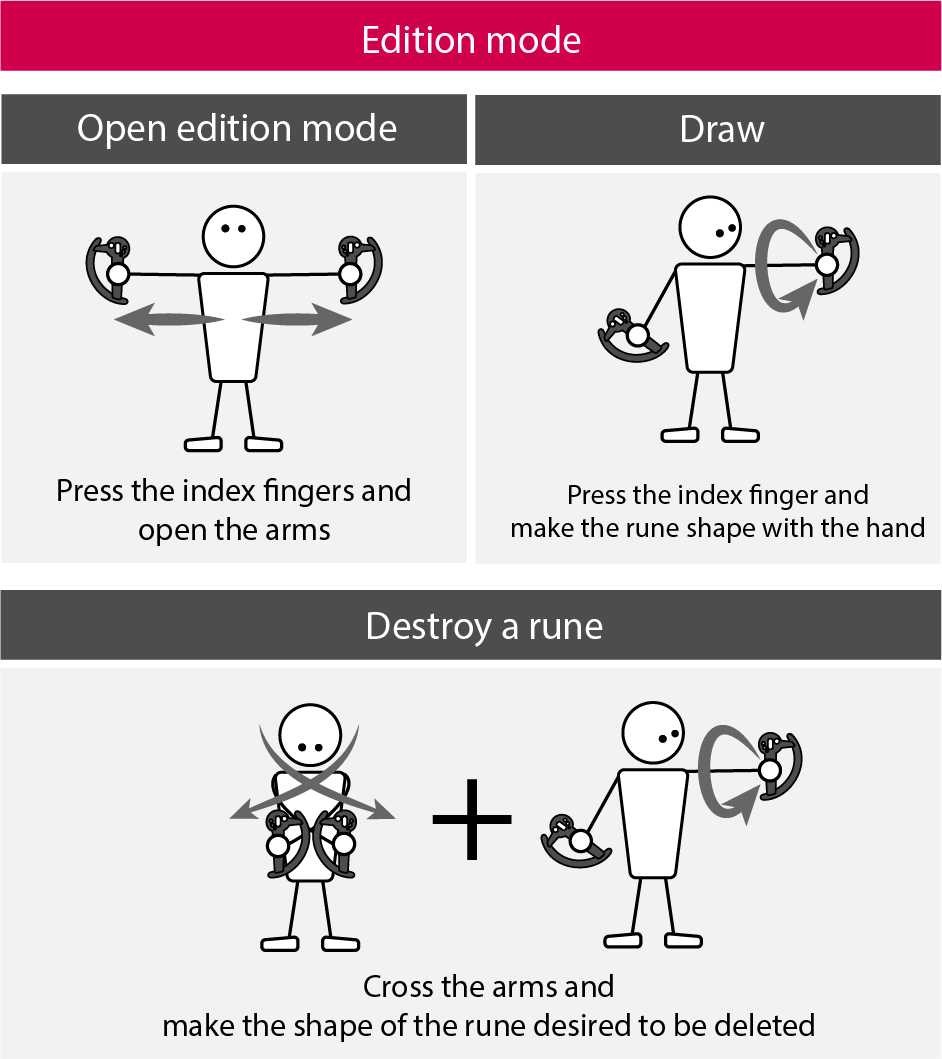 Edition mode
Open edition mode
Draw
Press the index fingers and
open the arms
Press the index finger and
make the rune shape with the hand
Destroy a rune
Cross the arms and
make the shape of the rune desired to be deleted